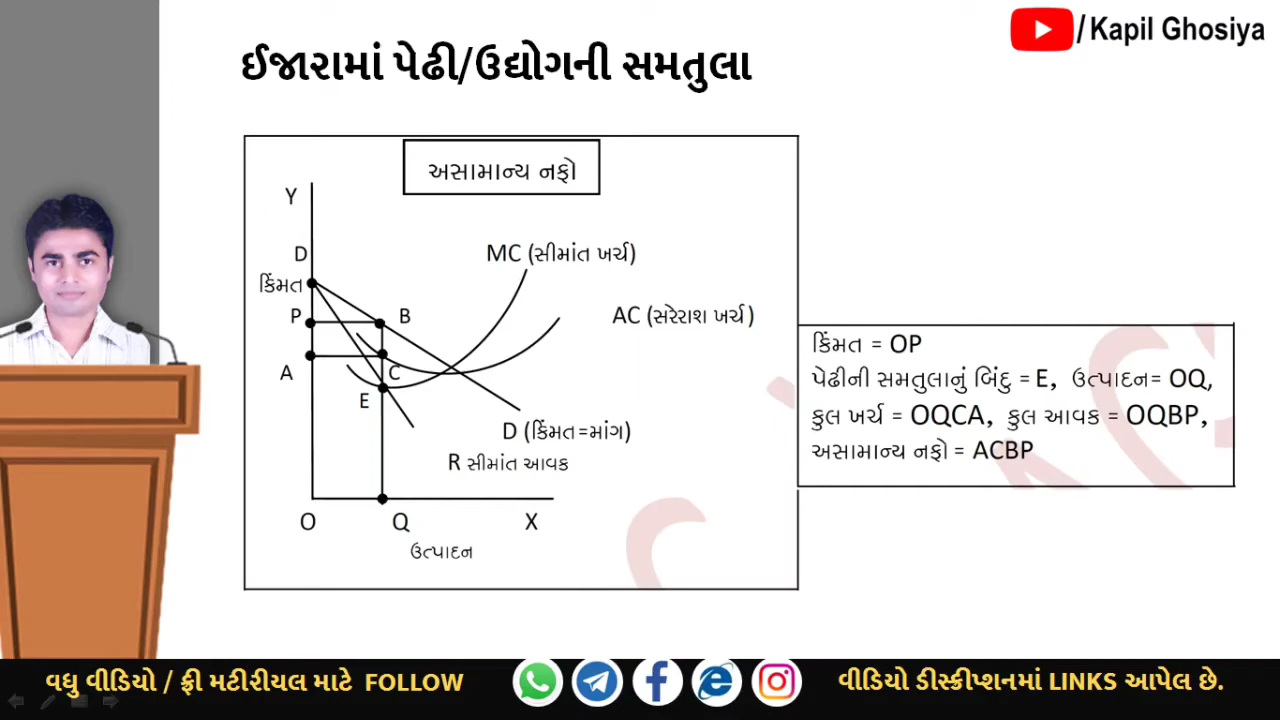 /Kapil Ghosiya
ઈજારામાં પેઢી/ઉદ્યોગની સમતુલા
અસામાન્ય નફો
Y
D
MC (સીમાંત ખર્ચ)
કિંમત
P
B
AC (સરેરાશ ખર્ચ)
A
C
E
D (કિંમત=માંગ)
R સીમાંત આવક
O
Q
X
ઉત્પાદન
કિંમત = OP
પેઢીની સમતુલાનું બિંદુ = E, ઉત્પાદન= OQ,
કુલ ખર્ચ = OQCA, કુલ આવક = OQBP,
અસામાન્ય નફો = ACBP
વધુ વીડિયો / ફ્રી મટીરીયલ માટે FOLLOW
વીડિયો ડીસ્ક્રીપ્શનમાં LINKS આપેલ છે.